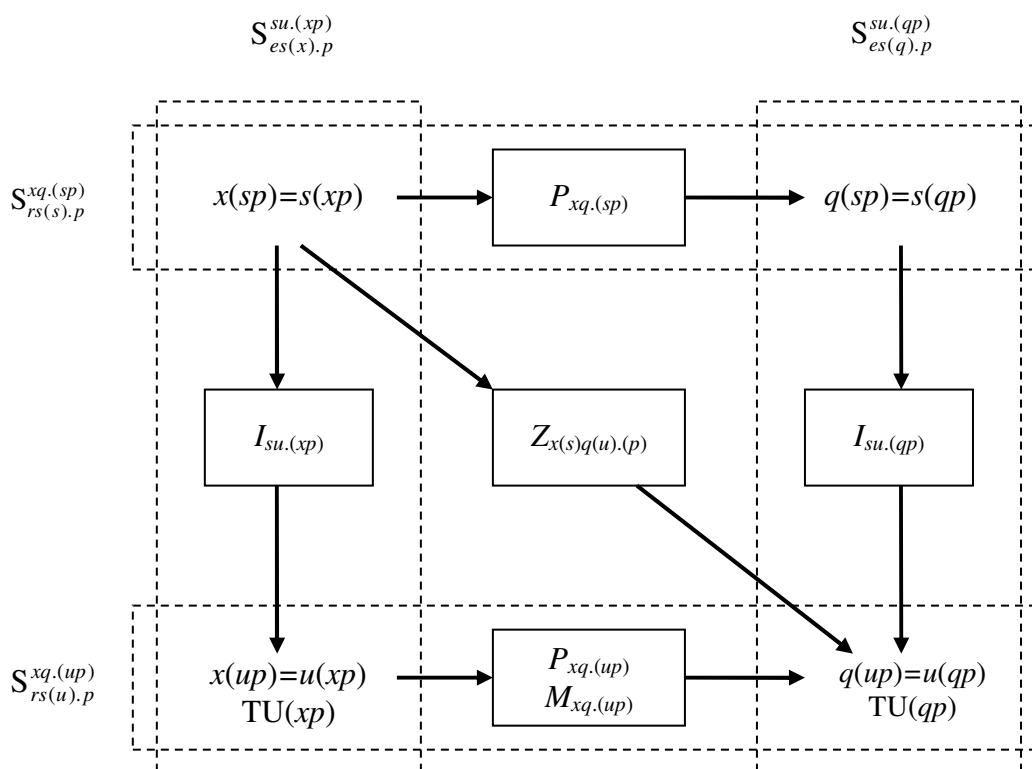 S^{su.(xp)}_{es(x).p} S^{su.(qp)}_{es(q).p}
S^{xq.(sp)}_{rs(s).p} x(sp)=s(xp) P_{xq.(sp)} q(sp)=s(qp)
I_{su.(xp)} Z_{x(s)q(u).(p)} I_{su.(qp)}
S^{xq.(up)}_{rs(u).p} x(up)=u(xp) P_{xq.(up)} q(up)=u(qp)
TU(xp) M_{xq.(up)} TU(qp)